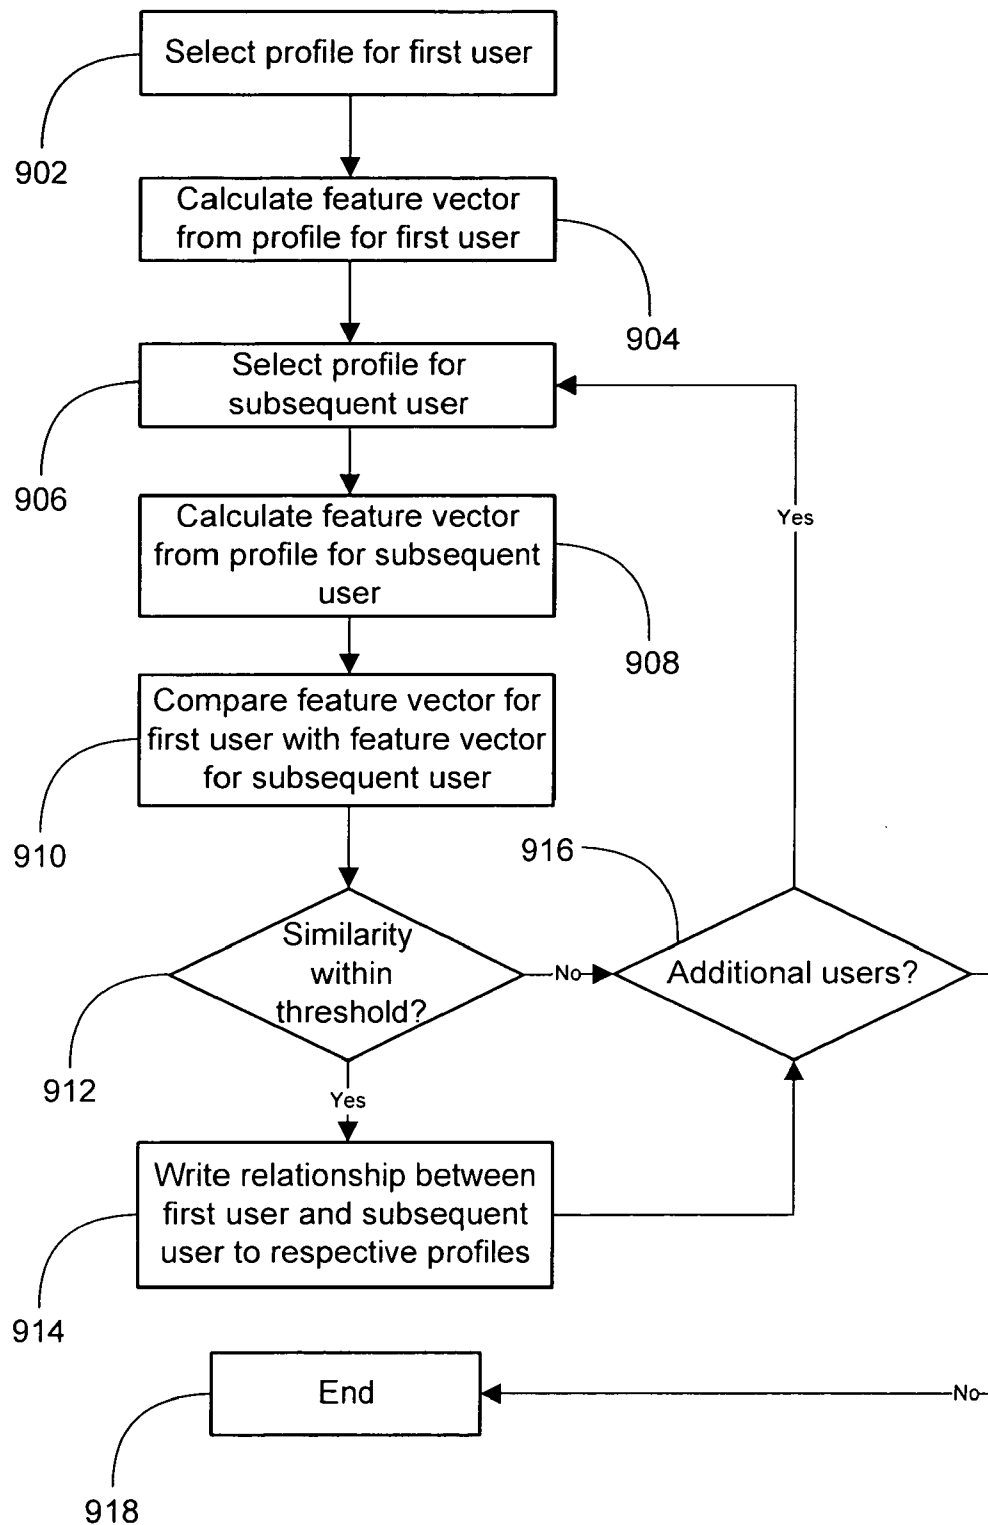 Select profile for first user
902
Calculate feature vector
from profile for first user
904
Select profile for
subsequent user
906
Yes
Calculate feature vector
from profile for subsequent
user
908
Compare feature vector for
first user with feature vector
for subsequent user
910
916
Similarity
within
threshold?
No
Additional users?
912
Yes
Write relationship between
first user and subsequent
user to respective profiles
914
End
No
918